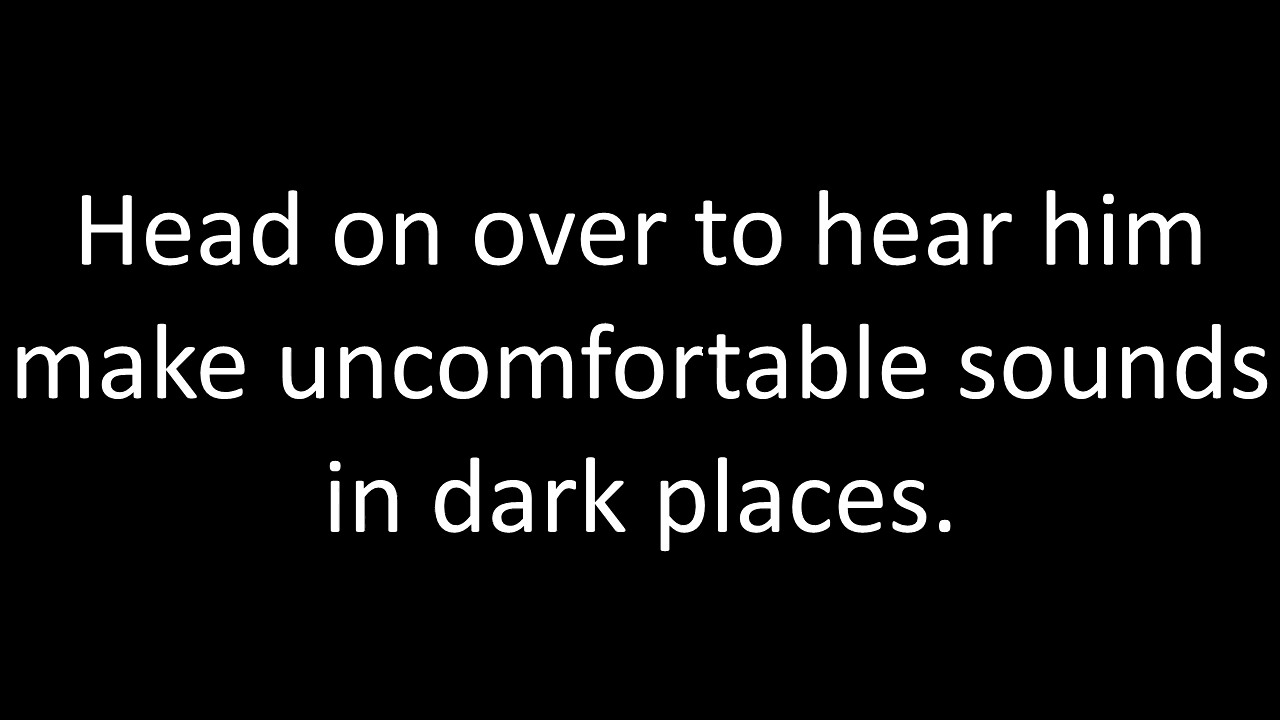 Head on over to hear him
make uncomfortable sounds
in dark places.